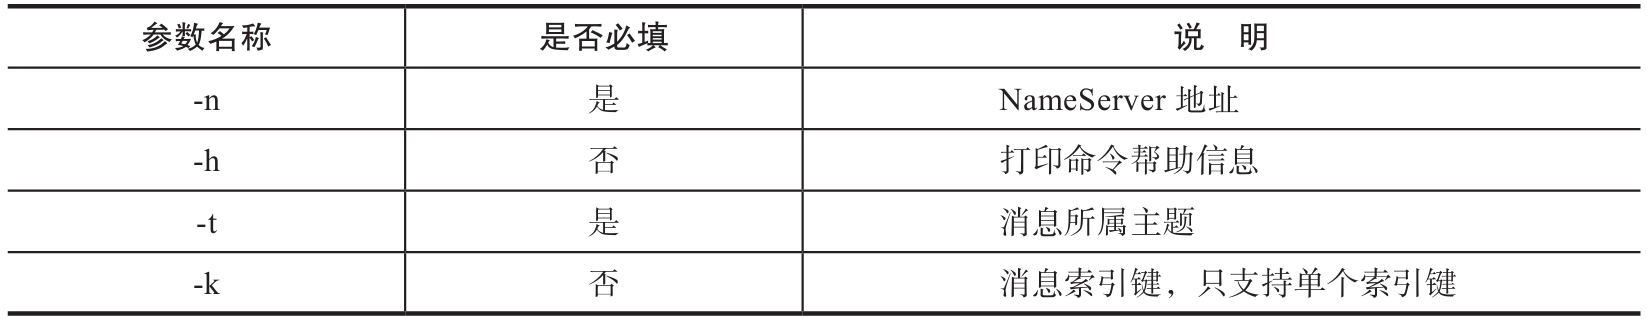 参数名称 是否必填 说 明
-n 是 NameServer 地址
-h 否 打印命令帮助信息
-t 是 消息所属主题
-k 否 消息索引键，只支持单个索引键